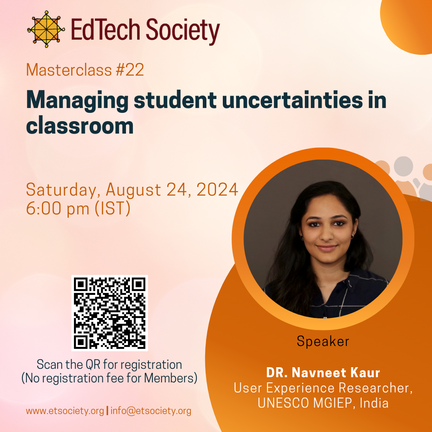 EdTech Society
Masterclass #22
Managing student uncertainties in
classroom
Saturday, August 24, 2024
6:00 pm (IST)
Scan the QR for registration
(No registration fee for Members)
www.etsociety.org | info@etsociety.org
Speaker
DR. Navneet Kaur
User Experience Researcher,
UNESCO MGIEP, India